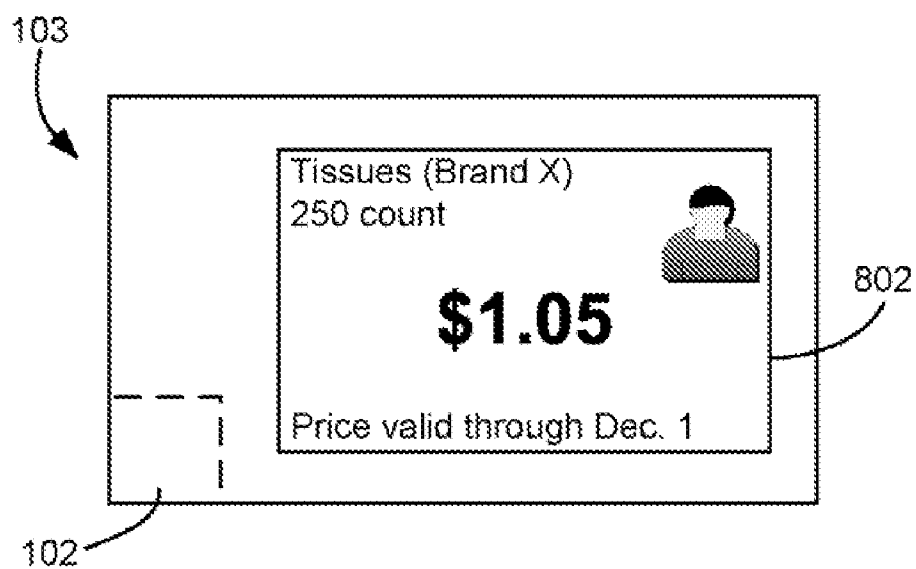 103
Tissues (Brand X)
250 count
802
$1.05
Price valid through Dec. 1
102